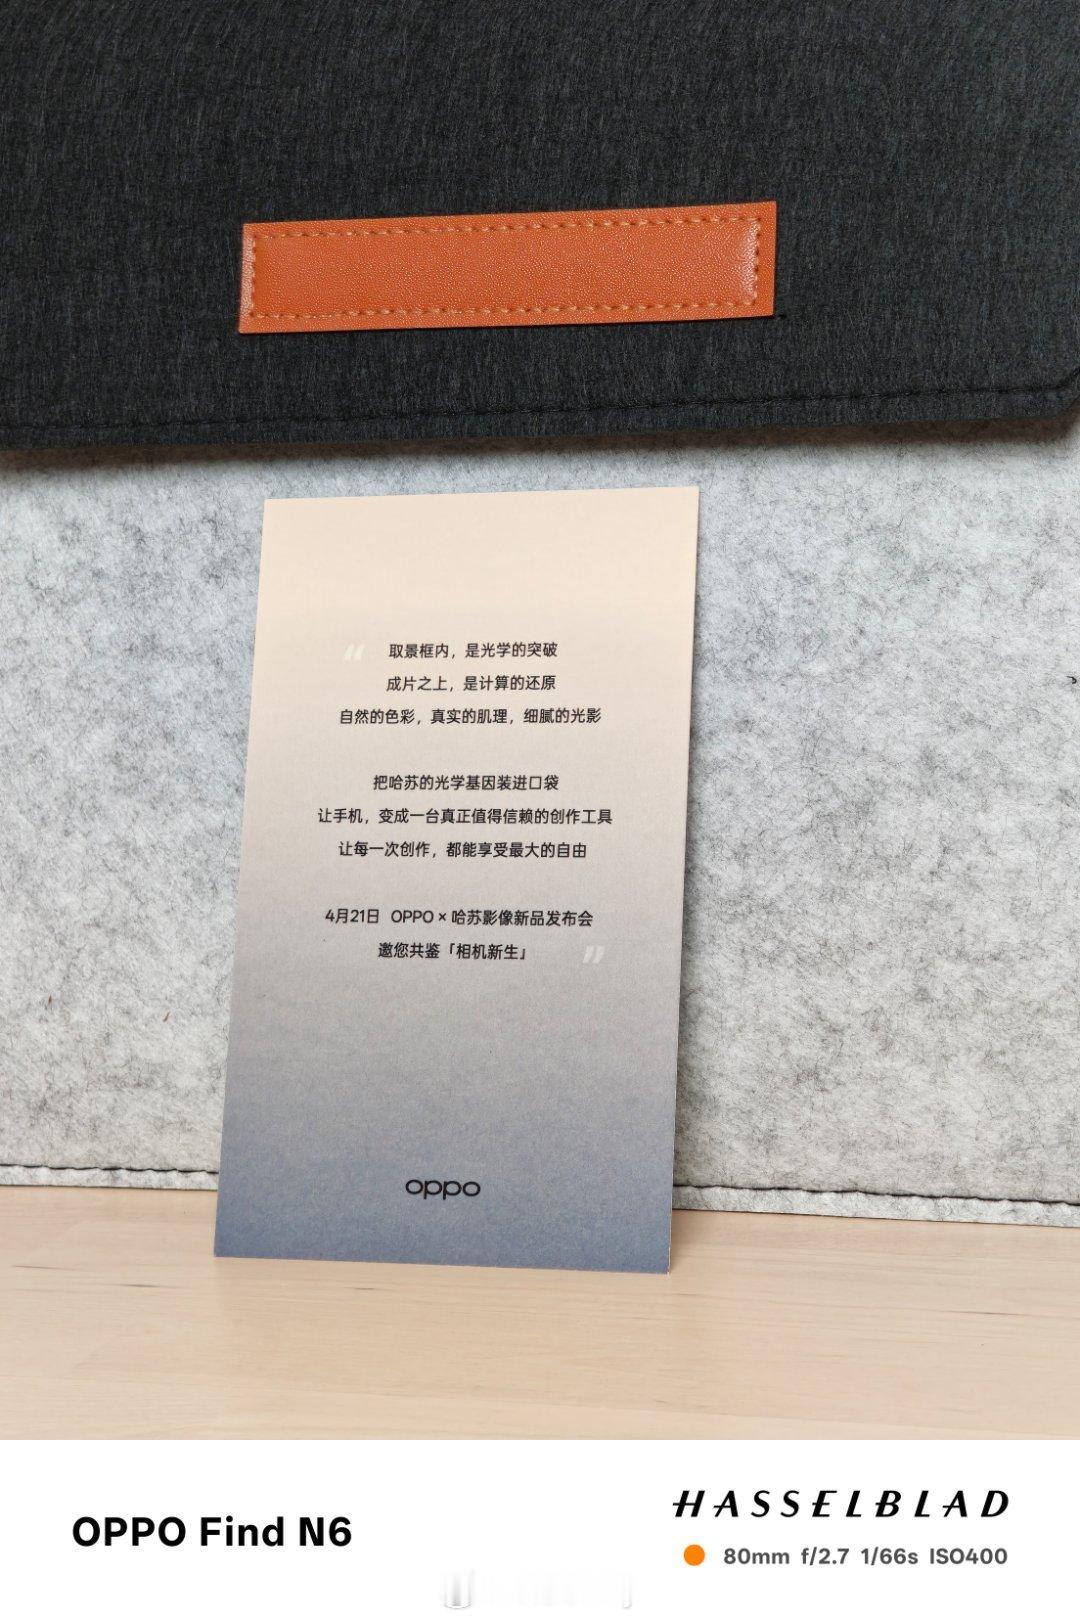 “ 取景框内，是光学的突破
成片之上，是计算的还原
自然的色彩，真实的肌理，细腻的光影
把哈苏的光学基因装进口袋
让手机，变成一台真正值得信赖的创作工具
让每一次创作，都能享受最大的自由
4月21日 OPPO × 哈苏影像新品发布会
邀您共鉴「相机新生」 ”
oppo
OPPO Find N6
HASSELBLAD
80mm f/2.7 1/66s ISO400